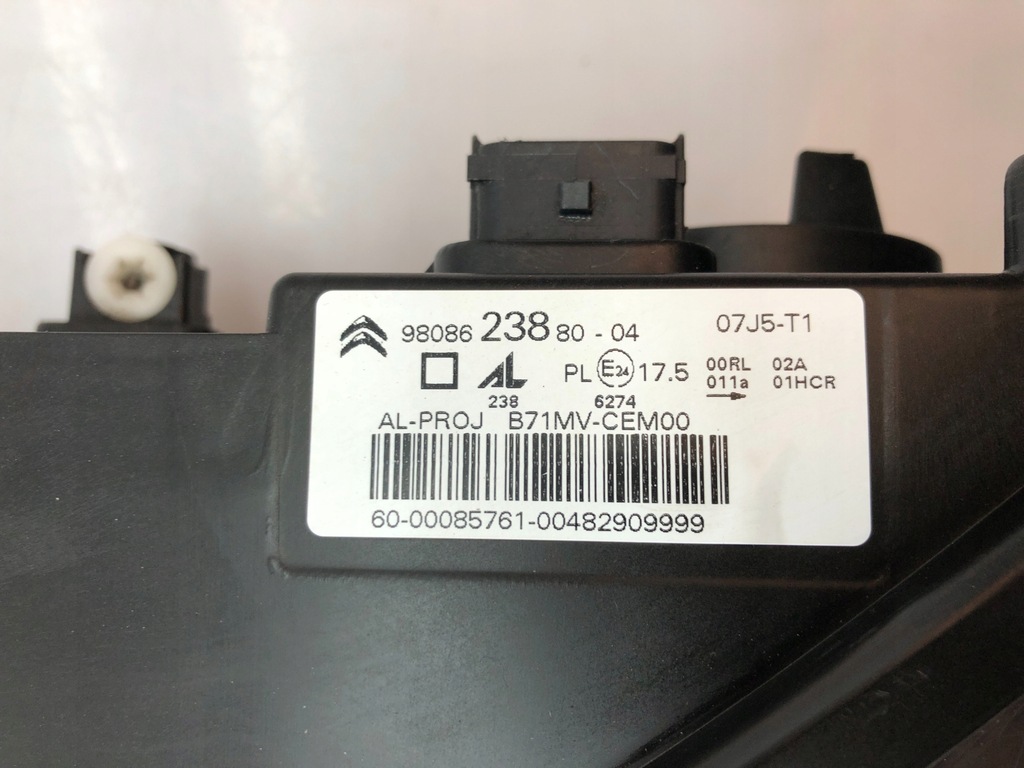 98086 238 80 - 04 07J5-T1
AL PL E24 17.5 00RL 02A
238 6274 011a 01HCR
AL-PROJ B71MV-CEM00
60-00085761-00482909999